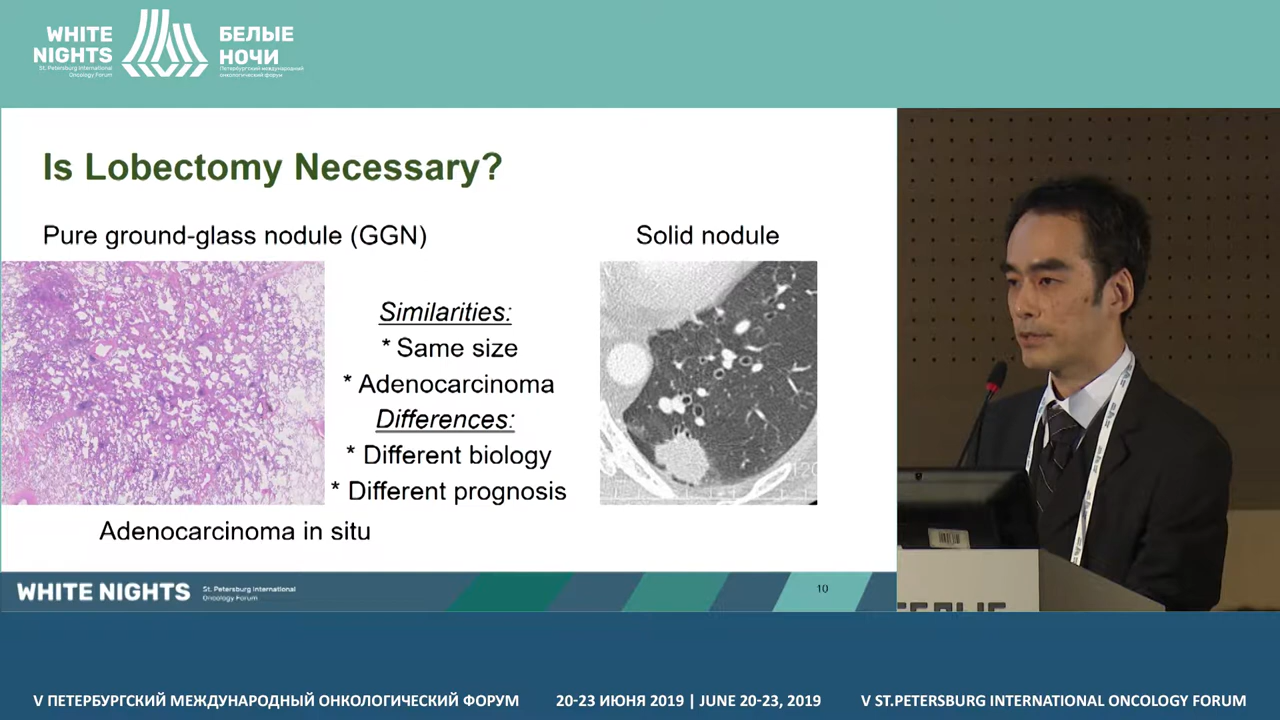 WHITE
NIGHTS
St. Petersburg International
Oncology Forum
БЕЛЫЕ
НОЧИ
Петербургский международный
онкологический форум
Is Lobectomy Necessary?
Pure ground-glass nodule (GGN)
Solid nodule
Similarities:
* Same size
* Adenocarcinoma
Differences:
* Different biology
* Different prognosis
Adenocarcinoma in situ
WHITE NIGHTS
St. Petersburg International
Oncology Forum
10
БЕЛЫЕ
V ПЕТЕРБУРГСКИЙ МЕЖДУНАРОДНЫЙ ОНКОЛОГИЧЕСКИЙ ФОРУМ
20-23 ИЮНЯ 2019 | JUNE 20-23, 2019
V ST.PETERSBURG INTERNATIONAL ONCOLOGY FORUM